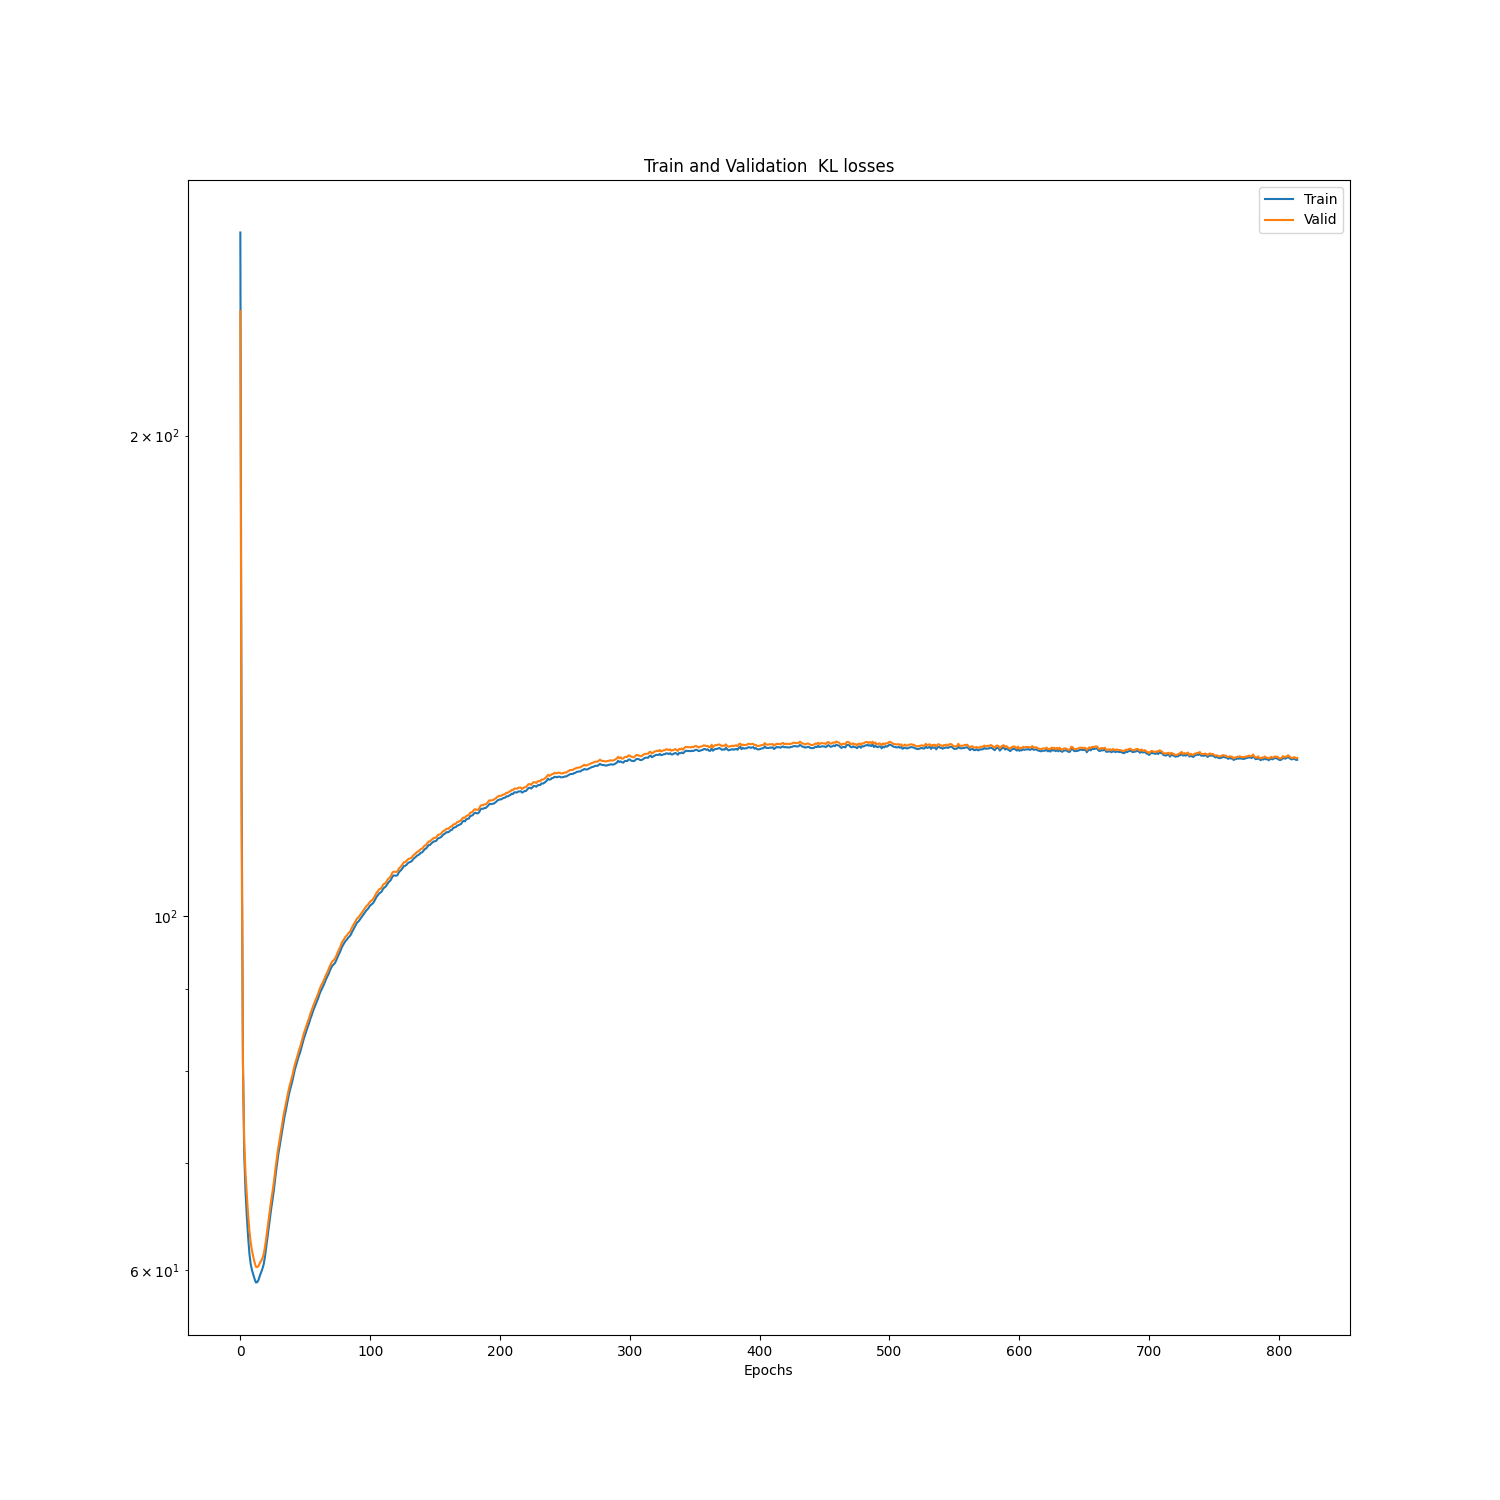 Train and Validation  KL losses
Train
Valid
2 × 10²
10²
6 × 10¹
0 100 200 300 400 500 600 700 800
Epochs